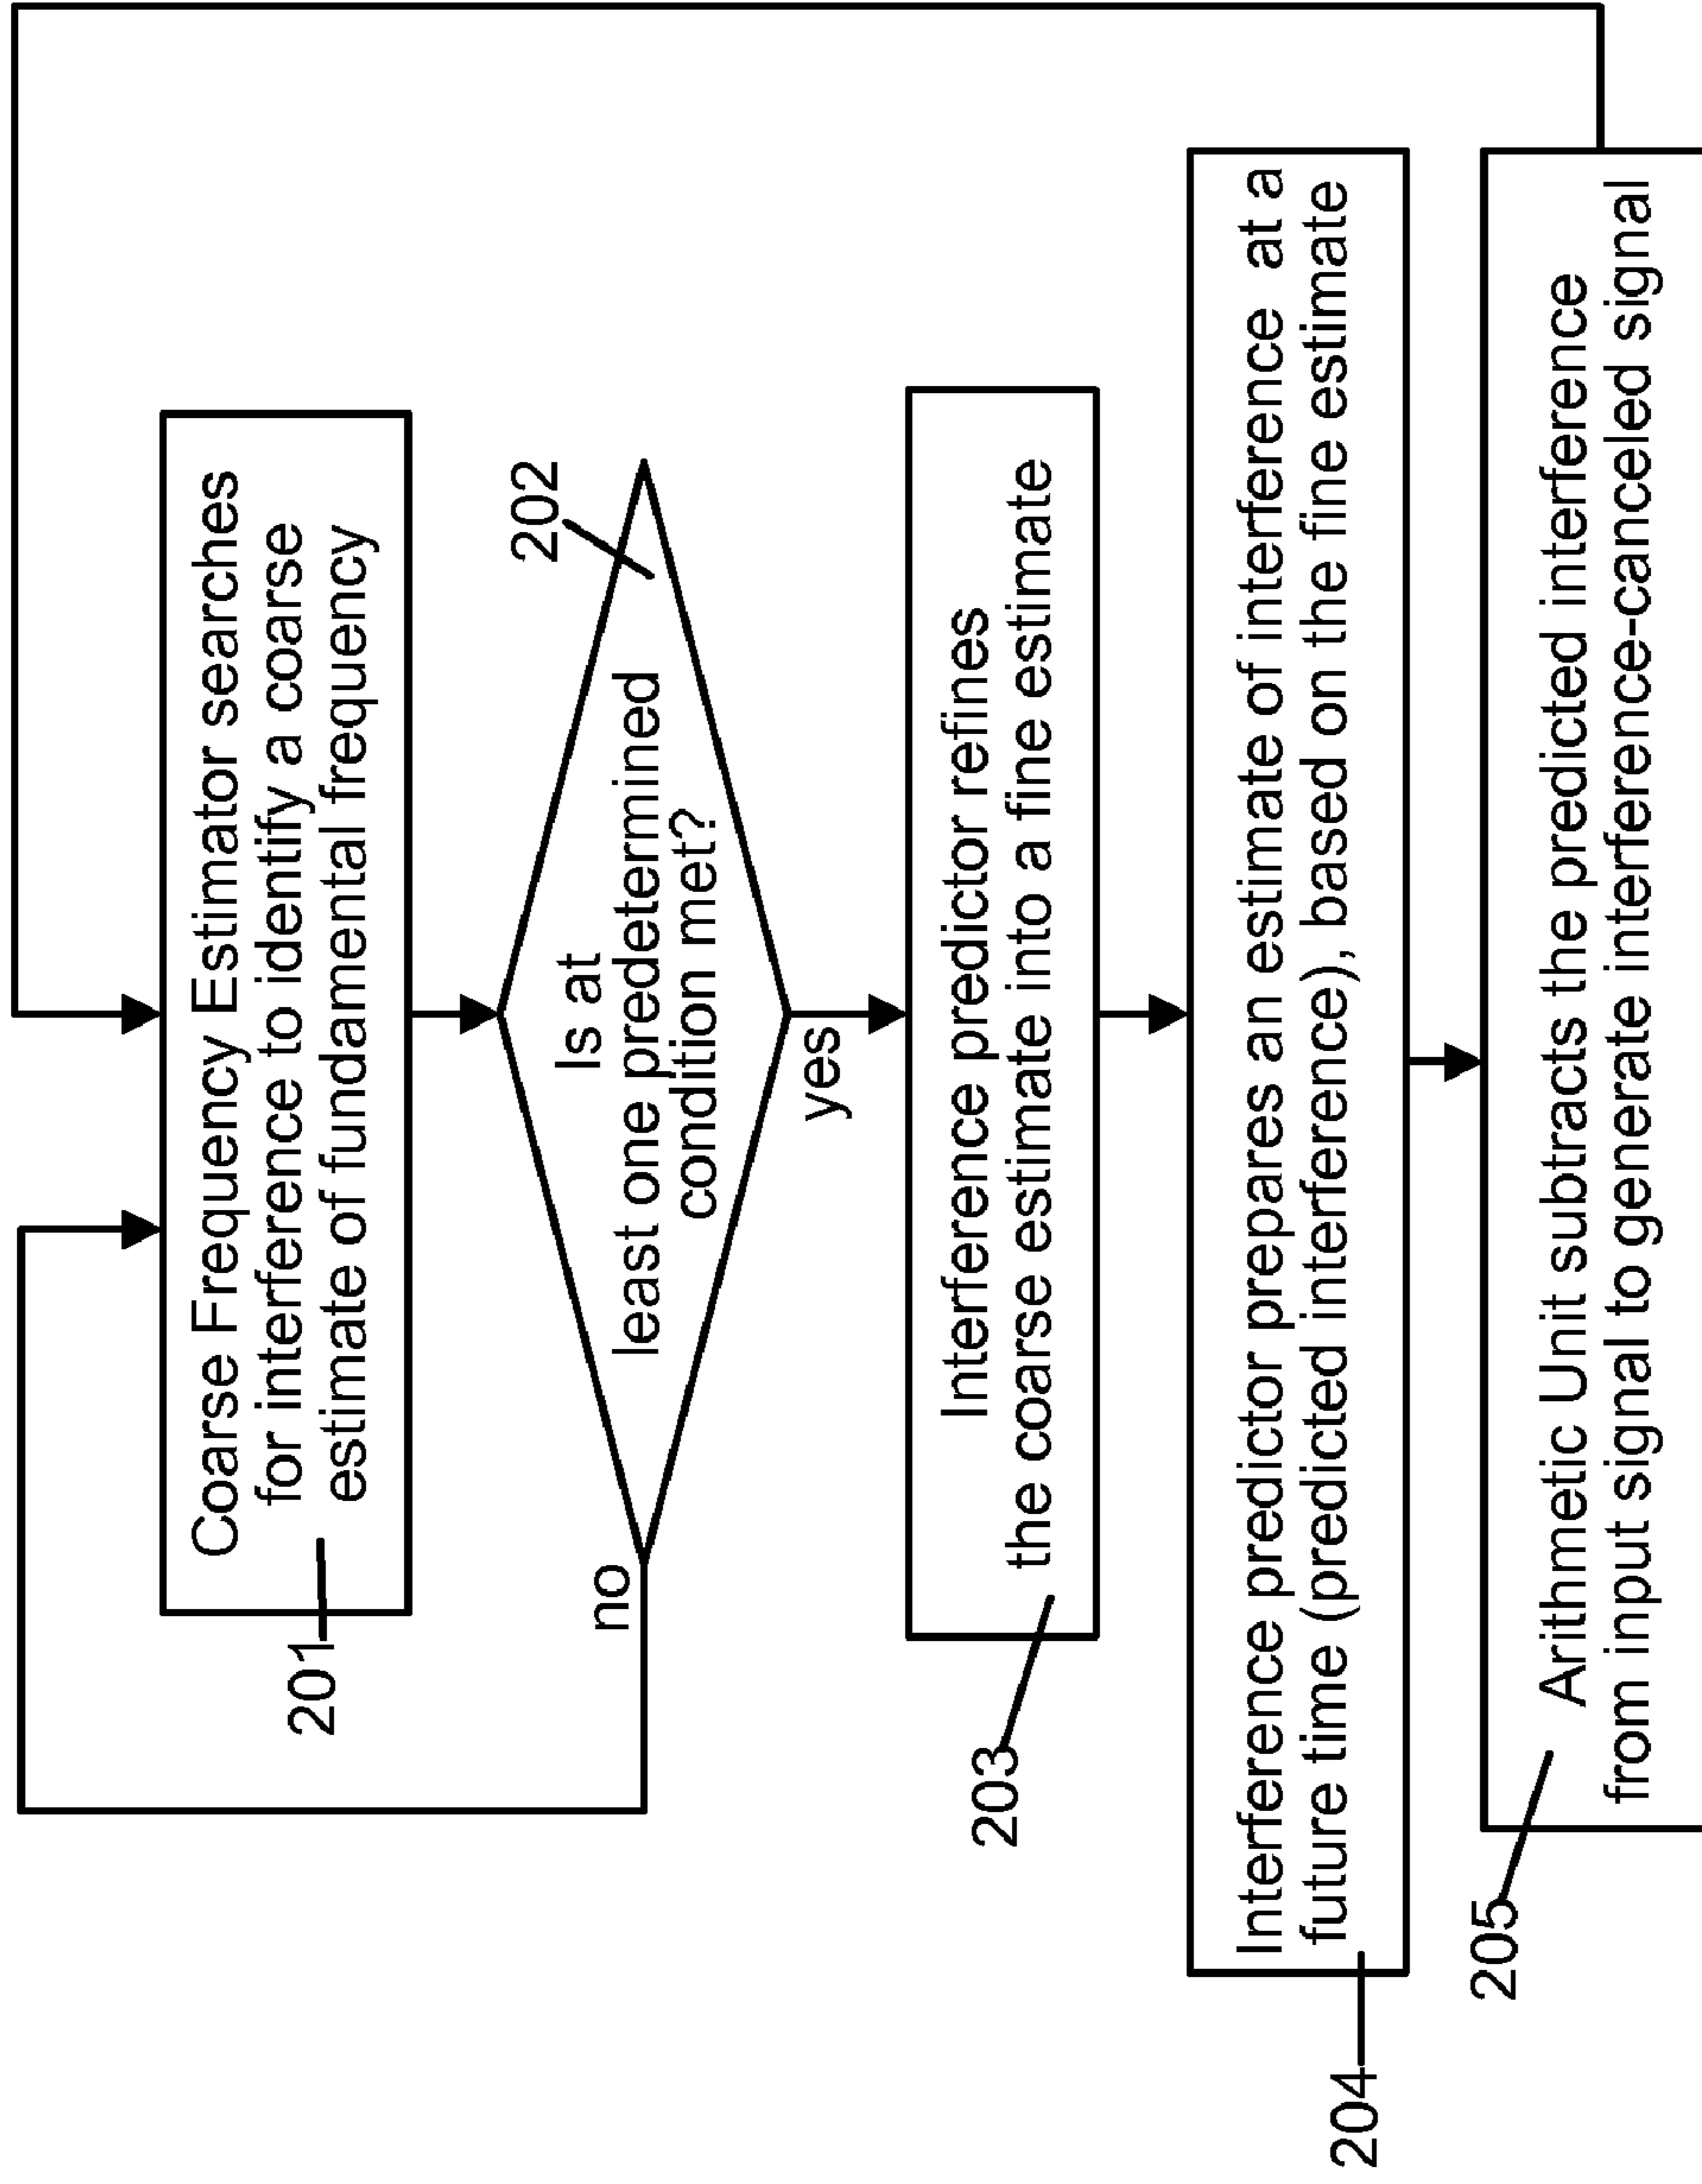 Coarse Frequency Estimator searches
for interference to identify a coarse
estimate of fundamental frequency
201
Is at
least one predetermined
condition met?
202
no
yes
Interference predictor refines
the coarse estimate into a fine estimate
203
Interference predictor prepares an estimate of interference at a
future time (predicted interference), based on the fine estimate
204
Arithmetic Unit subtracts the predicted interference
from input signal to generate interference-canceled signal
205